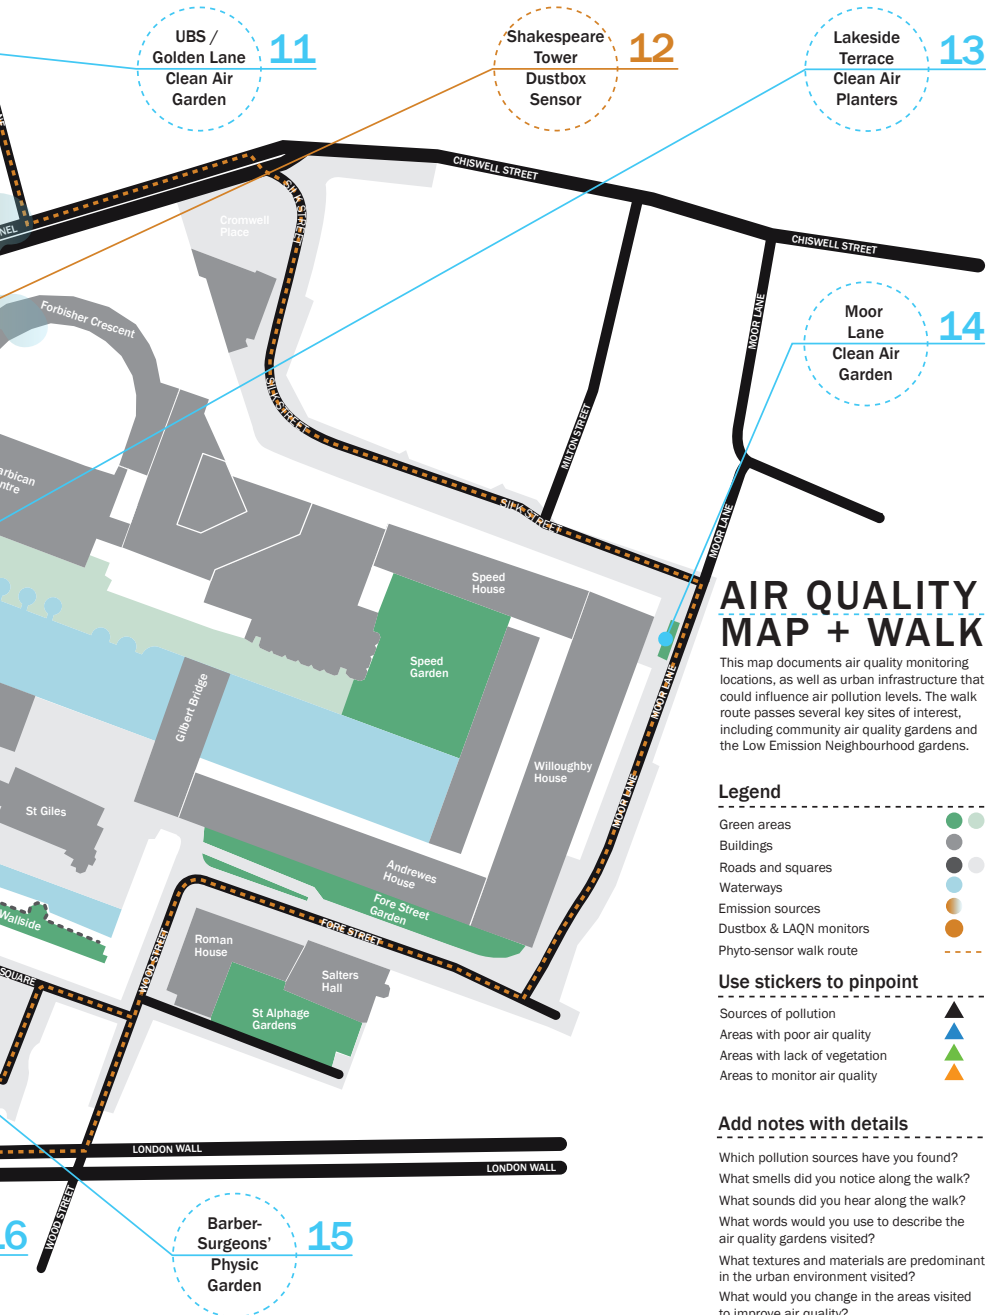 UBS /
Golden Lane
Clean Air
Garden
11
Shakespeare
Tower
Dustbox
Sensor
12
Lakeside
Terrace
Clean Air
Planters
13
CHISWELL STREET
CHISWELL STREET
SILK STREET
Cromwell
Place
Forbisher Crescent
MOOR LANE
Moor
Lane
Clean Air
Garden
14
SILK STREET
MILTON STREET
SILK STREET
MOOR LANE
Speed
House
Speed
Garden
Gilbert Bridge
MOOR LANE
Willoughby
House
MOOR LANE
St Giles
Andrewes
House
Fore Street
Garden
Wallside
FORE STREET
WOOD STREET
Roman
House
Salters
Hall
SQUARE
St Alphage
Gardens
LONDON WALL
LONDON WALL
WOOD STREET
16
Barber-
Surgeons'
Physic
Garden
15
AIR QUALITY
MAP + WALK
This map documents air quality monitoring
locations, as well as urban infrastructure that
could influence air pollution levels. The walk
route passes several key sites of interest,
including community air quality gardens and
the Low Emission Neighbourhood gardens.
Legend
Green areas
Buildings
Roads and squares
Waterways
Emission sources
Dustbox & LAQN monitors
Phyto-sensor walk route
Use stickers to pinpoint
Sources of pollution
Areas with poor air quality
Areas with lack of vegetation
Areas to monitor air quality
Add notes with details
Which pollution sources have you found?
What smells did you notice along the walk?
What sounds did you hear along the walk?
What words would you use to describe the
air quality gardens visited?
What textures and materials are predominant
in the urban environment visited?
What would you change in the areas visited
to improve air quality?